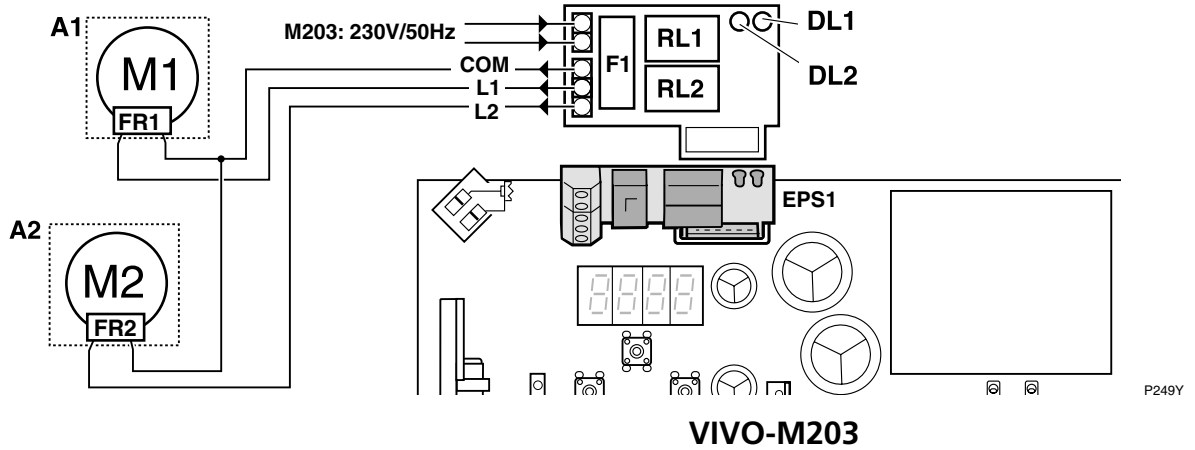 A1
M1
FR1
M203: 230V/50Hz
COM
L1
L2
F1
RL1
RL2
DL1
DL2
EPS1
A2
M2
FR2
8888
P249Y
VIVO-M203